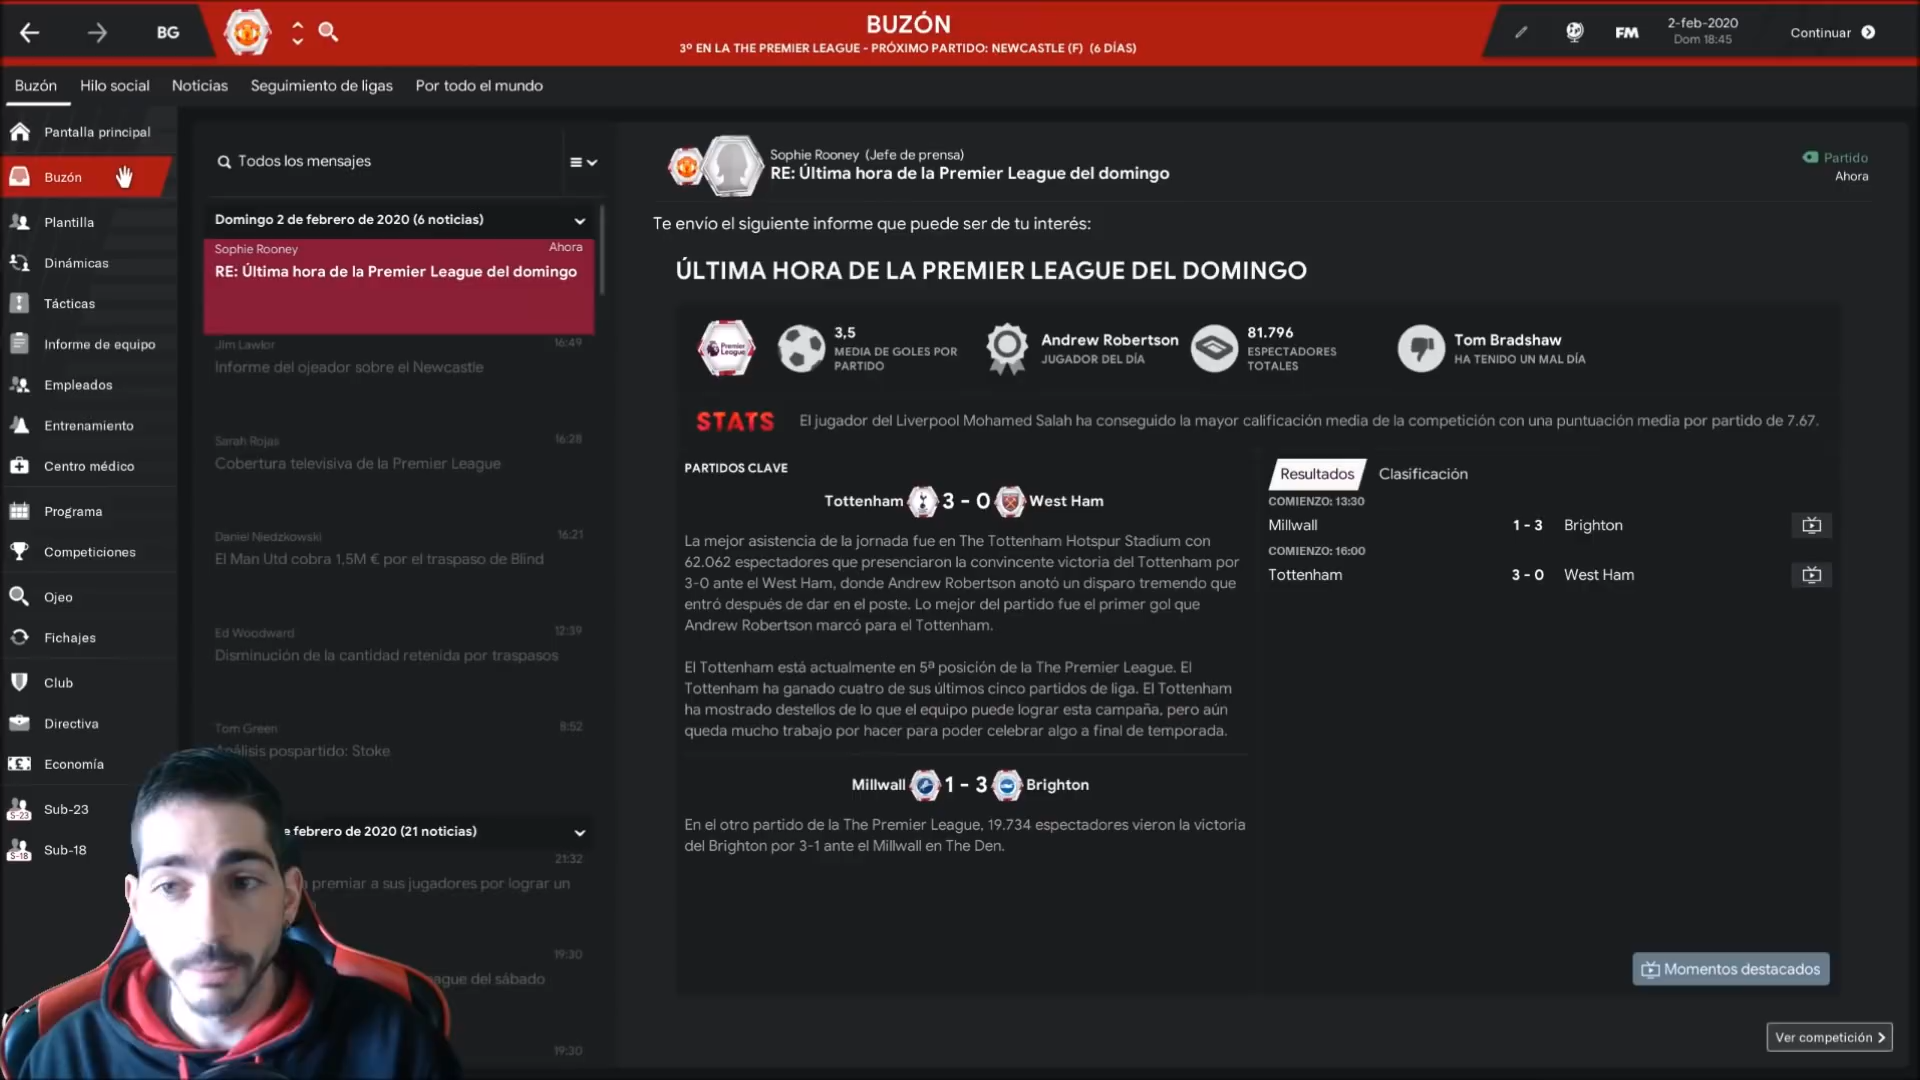 BG
BUZÓN
3º EN LA THE PREMIER LEAGUE - PRÓXIMO PARTIDO: NEWCASTLE (F) (6 DÍAS)
FM
2-feb-2020
Dom 18:45
Continuar
Buzón
Hilo social
Noticias
Seguimiento de ligas
Por todo el mundo
Pantalla principal
Buzón
Plantilla
Dinámicas
Tácticas
Informe de equipo
Empleados
Entrenamiento
Centro médico
Programa
Competiciones
Ojeo
Fichajes
Club
Directiva
Economía
S-23
Sub-23
S-18
Sub-18
Todos los mensajes
Domingo 2 de febrero de 2020 (6 noticias)
Sophie Rooney
Ahora
RE: Última hora de la Premier League del domingo
Jim Lawlor
16:49
Informe del ojeador sobre el Newcastle
Sarah Rojas
16:28
Cobertura televisiva de la Premier League
Daniel Niedzkowski
16:21
El Man Utd cobra 1,5M € por el traspaso de Blind
Ed Woodward
12:39
Disminución de la cantidad retenida por traspasos
Tom Green
8:52
Análisis pospartido: Stoke
e febrero de 2020 (21 noticias)
21:32
premiar a sus jugadores por lograr un
19:30
ague del sábado
19:30
Sophie Rooney (Jefe de prensa)
RE: Última hora de la Premier League del domingo
Partido
Ahora
Te envío el siguiente informe que puede ser de tu interés:
ÚLTIMA HORA DE LA PREMIER LEAGUE DEL DOMINGO
Premier League
3,5
MEDIA DE GOLES POR
PARTIDO
Andrew Robertson
JUGADOR DEL DÍA
81.796
ESPECTADORES
TOTALES
Tom Bradshaw
HA TENIDO UN MAL DÍA
STATS
El jugador del Liverpool Mohamed Salah ha conseguido la mayor calificación media de la competición con una puntuación media por partido de 7.67.
PARTIDOS CLAVE
Tottenham 3 - 0 West Ham
La mejor asistencia de la jornada fue en The Tottenham Hotspur Stadium con
62.062 espectadores que presenciaron la convincente victoria del Tottenham por
3-0 ante el West Ham, donde Andrew Robertson anotó un disparo tremendo que
entró después de dar en el poste. Lo mejor del partido fue el primer gol que
Andrew Robertson marcó para el Tottenham.
El Tottenham está actualmente en 5ª posición de la The Premier League. El
Tottenham ha ganado cuatro de sus últimos cinco partidos de liga. El Tottenham
ha mostrado destellos de lo que el equipo puede lograr esta campaña, pero aún
queda mucho trabajo por hacer para poder celebrar algo a final de temporada.
Millwall 1 - 3 Brighton
En el otro partido de la The Premier League, 19.734 espectadores vieron la victoria
del Brighton por 3-1 ante el Millwall en The Den.
Resultados
Clasificación
COMIENZO: 13:30
Millwall 1 - 3 Brighton
COMIENZO: 16:00
Tottenham 3 - 0 West Ham
Momentos destacados
Ver competición